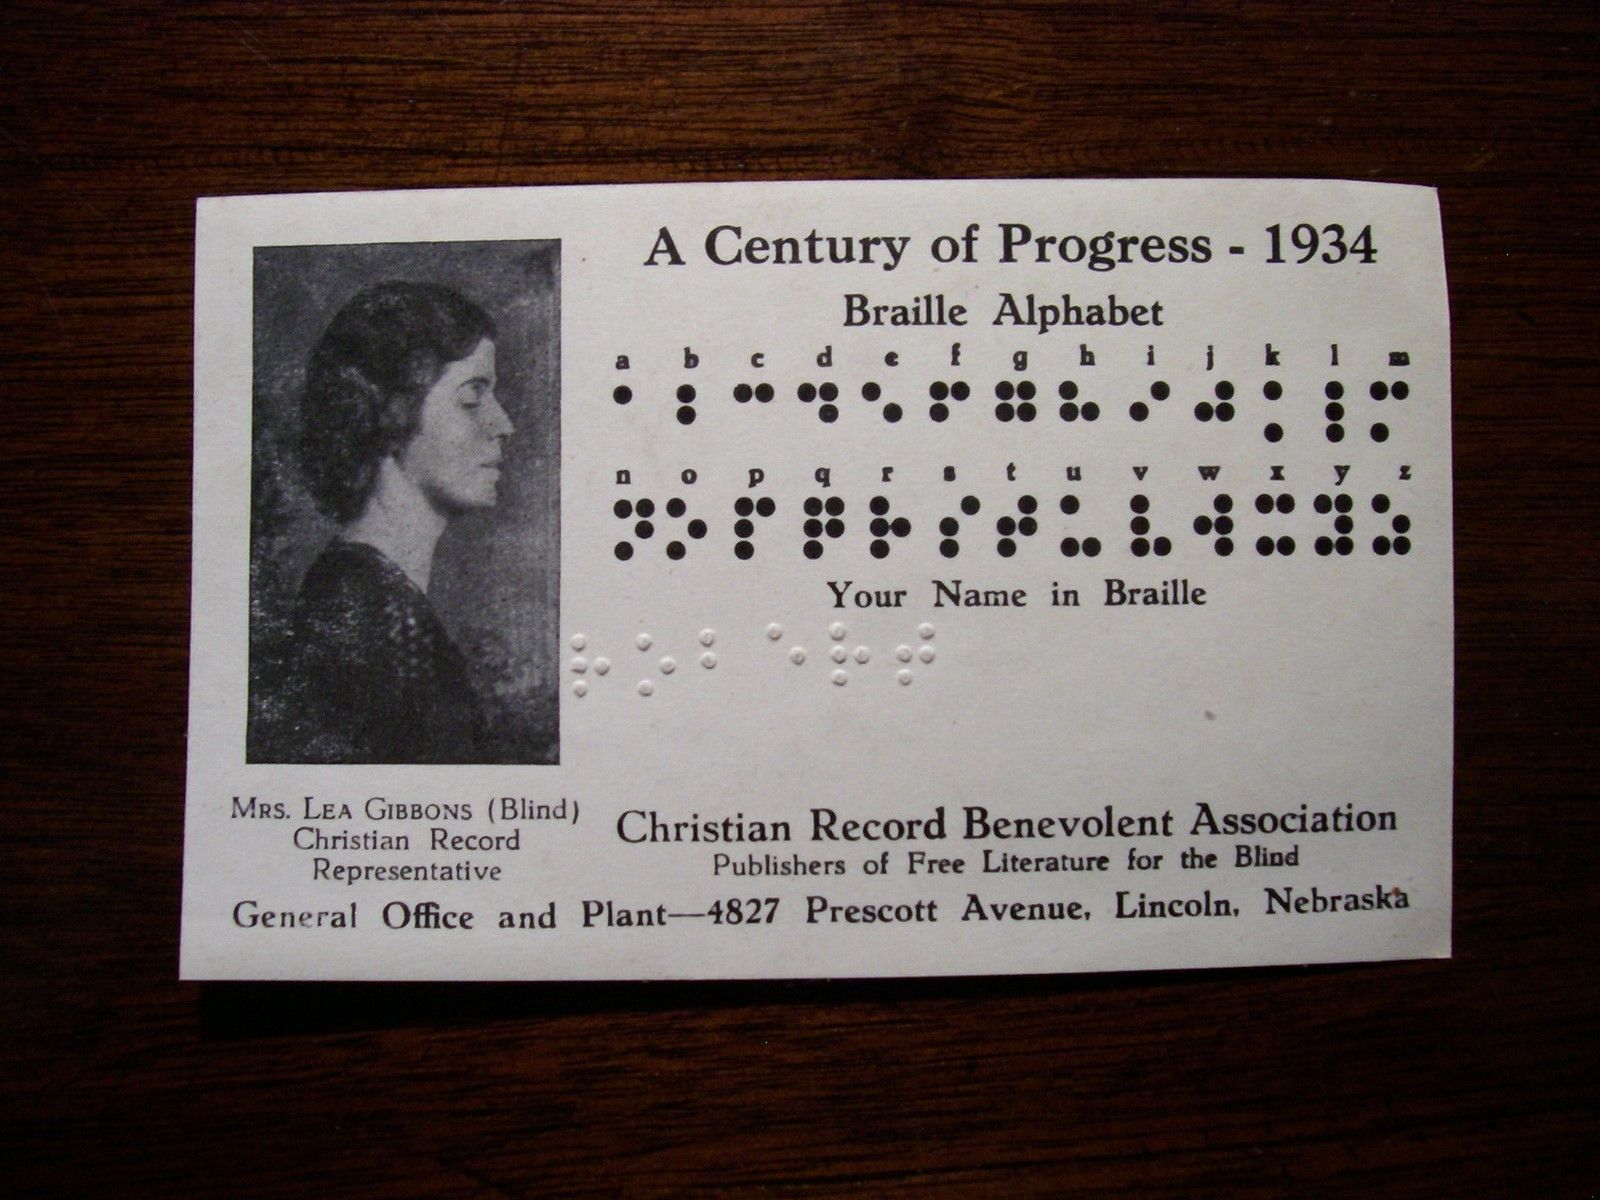 A Century of Progress - 1934
Braille Alphabet
a b c d e f g h i j k l m
⠁ ⠃ ⠉ ⠙ ⠑ ⠋ ⠛ ⠓ ⠊ ⠚ ⠅ ⠇ ⠍
n o p q r s t u v w x y z
⠝ ⠕ ⠏ ⠟ ⠗ ⠎ ⠞ ⠥ ⠧ ⠺ ⠭ ⠽ ⠵
Your Name in Braille
⠗⠕⠃⠑⠗⠞
MRS. LEA GIBBONS (Blind)
Christian Record
Representative
Christian Record Benevolent Association
Publishers of Free Literature for the Blind
General Office and Plant—4827 Prescott Avenue, Lincoln, Nebraska